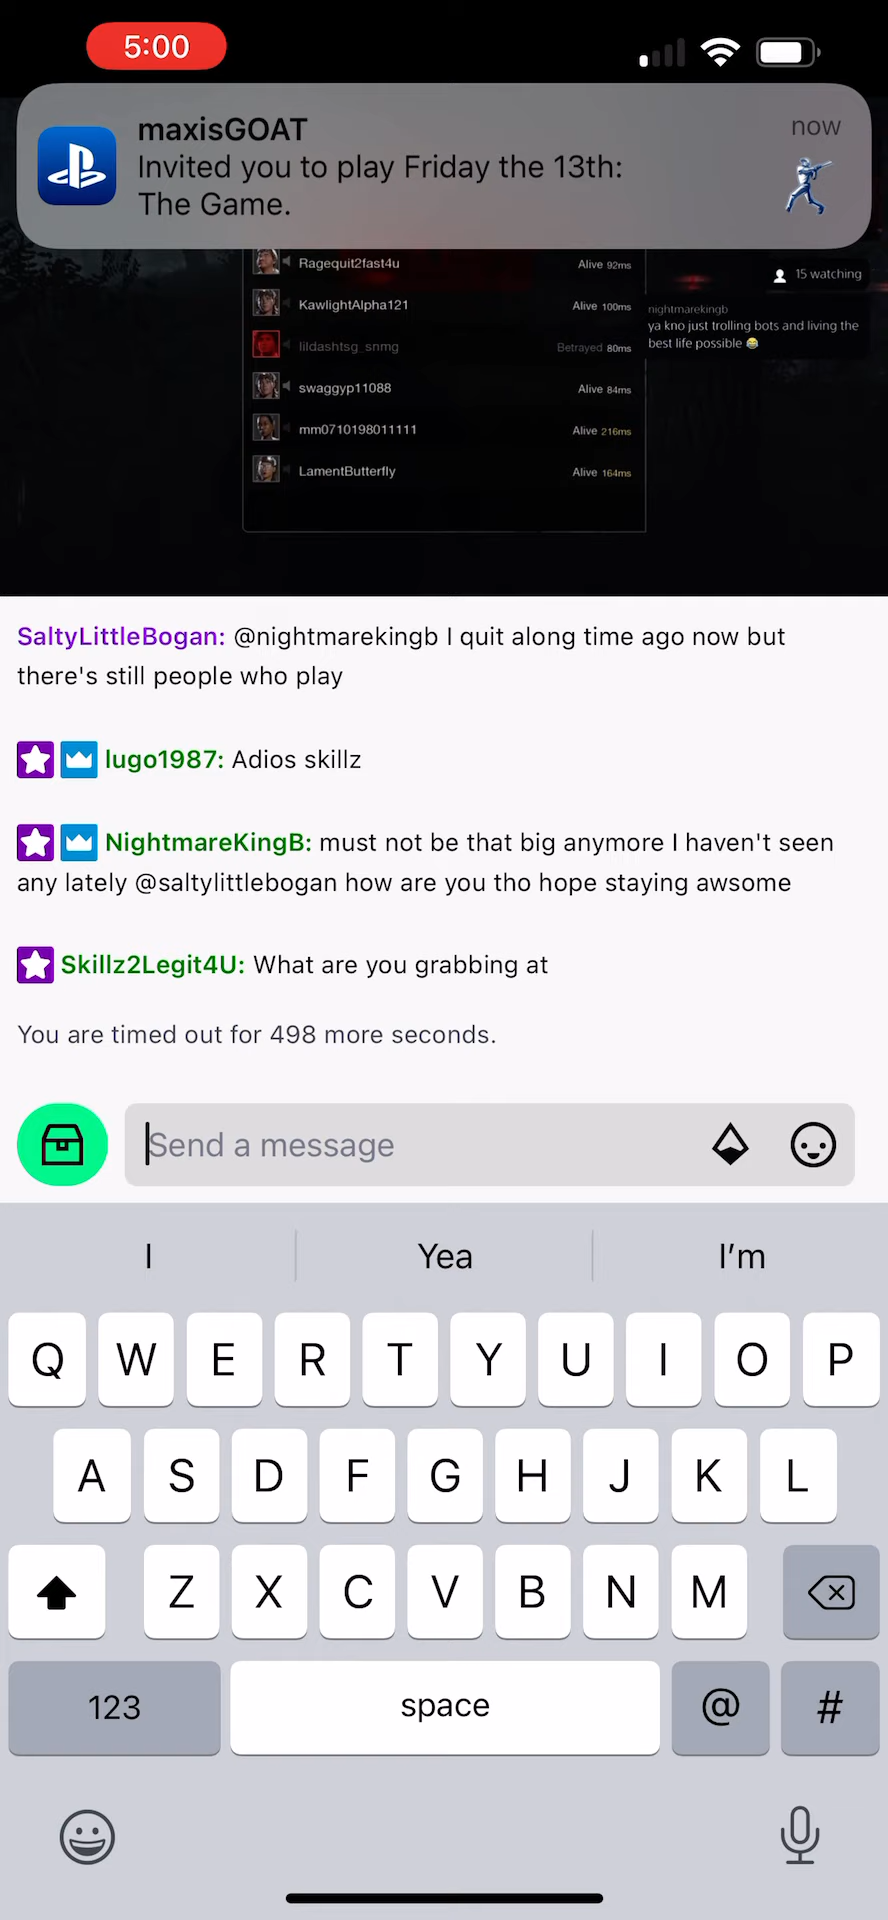 5:00
maxisGOAT
now
Invited you to play Friday the 13th:
The Game.
Ragequit2fast4u
Alive 92ms
15 watching
KawlightAlpha121
Alive 100ms
nightmarekingb
ya kno just trolling bots and living the
best life possible 😂
lildashtsg_snmg
Betrayed 80ms
swaggyp11088
Alive 84ms
mm0710198011111
Alive 216ms
LamentButterfly
Alive 164ms
SaltyLittleBogan: @nightmarekingb I quit along time ago now but
there's still people who play
lugo1987: Adios skillz
NightmareKingB: must not be that big anymore I haven't seen
any lately @saltylittlebogan how are you tho hope staying awsome
Skillz2Legit4U: What are you grabbing at
You are timed out for 498 more seconds.
Send a message
I Yea I’m
Q W E R T Y U I O P
A S D F G H J K L
Z X C V B N M
123 space @ #